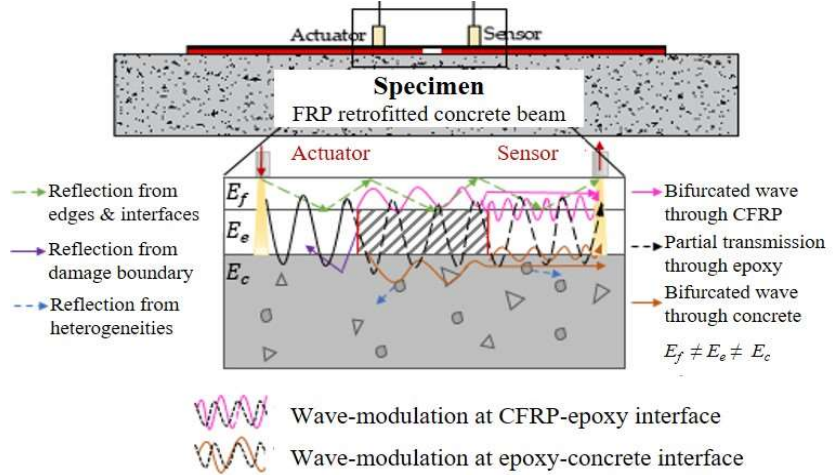 Actuator
Sensor
Specimen
FRP retrofitted concrete beam
Actuator
Sensor
E_f
E_e
E_c
Reflection from
edges & interfaces
Reflection from
damage boundary
Reflection from
heterogeneities
Bifurcated wave
through CFRP
Partial transmission
through epoxy
Bifurcated wave
through concrete
E_f ≠ E_e ≠ E_c
Wave-modulation at CFRP-epoxy interface
Wave-modulation at epoxy-concrete interface